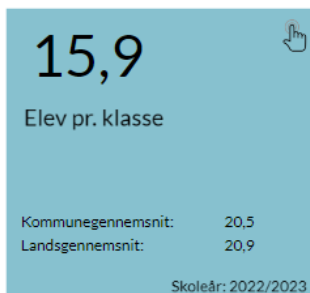 15,9
Elev pr. klasse
Kommunegennemsnit: 20,5
Landsgennemsnit: 20,9
Skoleår: 2022/2023